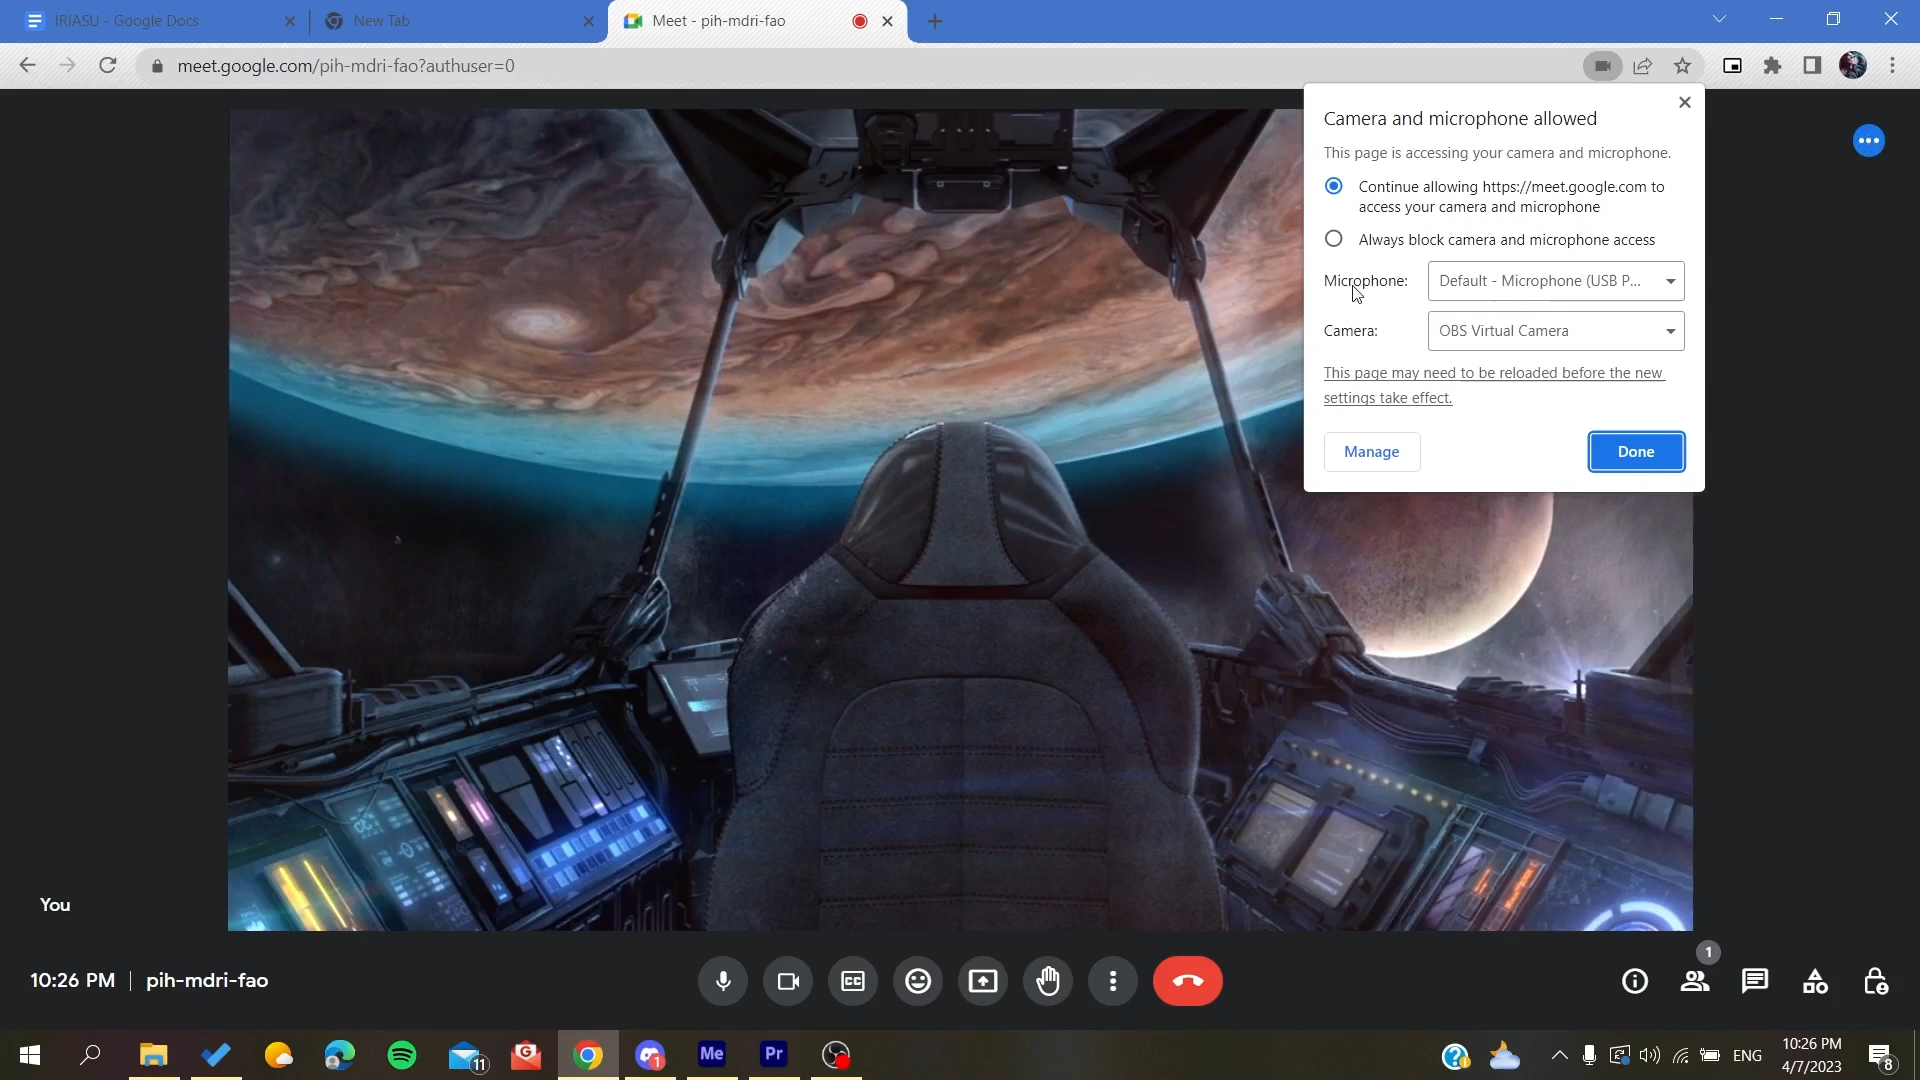 IRIASU - Google Docs
New Tab
Meet - pih-mdri-fao
meet.google.com/pih-mdri-fao?authuser=0
Camera and microphone allowed
This page is accessing your camera and microphone.
Continue allowing https://meet.google.com to
access your camera and microphone
Always block camera and microphone access
Microphone:
Default - Microphone (USB P...
Camera:
OBS Virtual Camera
This page may need to be reloaded before the new
settings take effect.
Manage
Done
You
10:26 PM | pih-mdri-fao
CC
1
11
G
1
Me
Pr
ENG
10:26 PM
4/7/2023
8